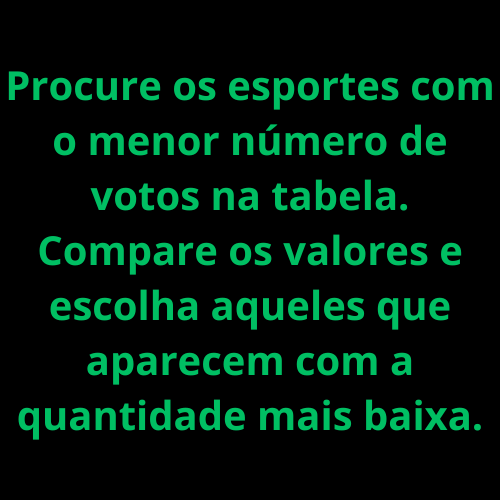 Procure os esportes com
o menor número de
votos na tabela.
Compare os valores e
escolha aqueles que
aparecem com a
quantidade mais baixa.